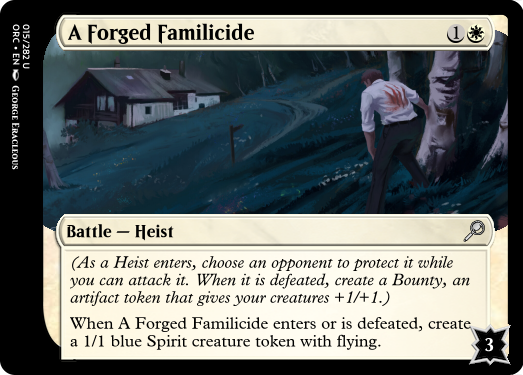 A Forged Familicide
1
Battle — Heist
(As a Heist enters, choose an opponent to protect it while
you can attack it. When it is defeated, create a Bounty, an
artifact token that gives your creatures +1/+1.)
When A Forged Familicide enters or is defeated, create
a 1/1 blue Spirit creature token with flying.
3
015/282 U
ORC • EN George Eracleous